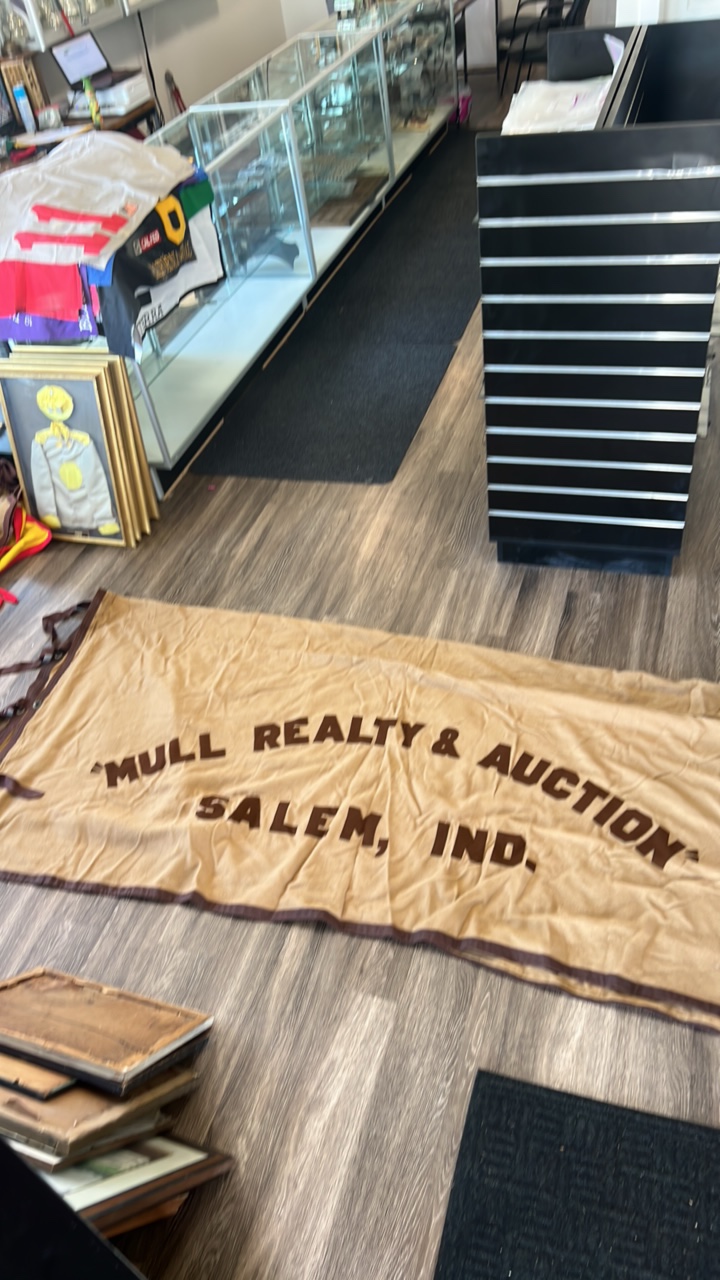 "MULL REALTY & AUCTION"
SALEM, IND.